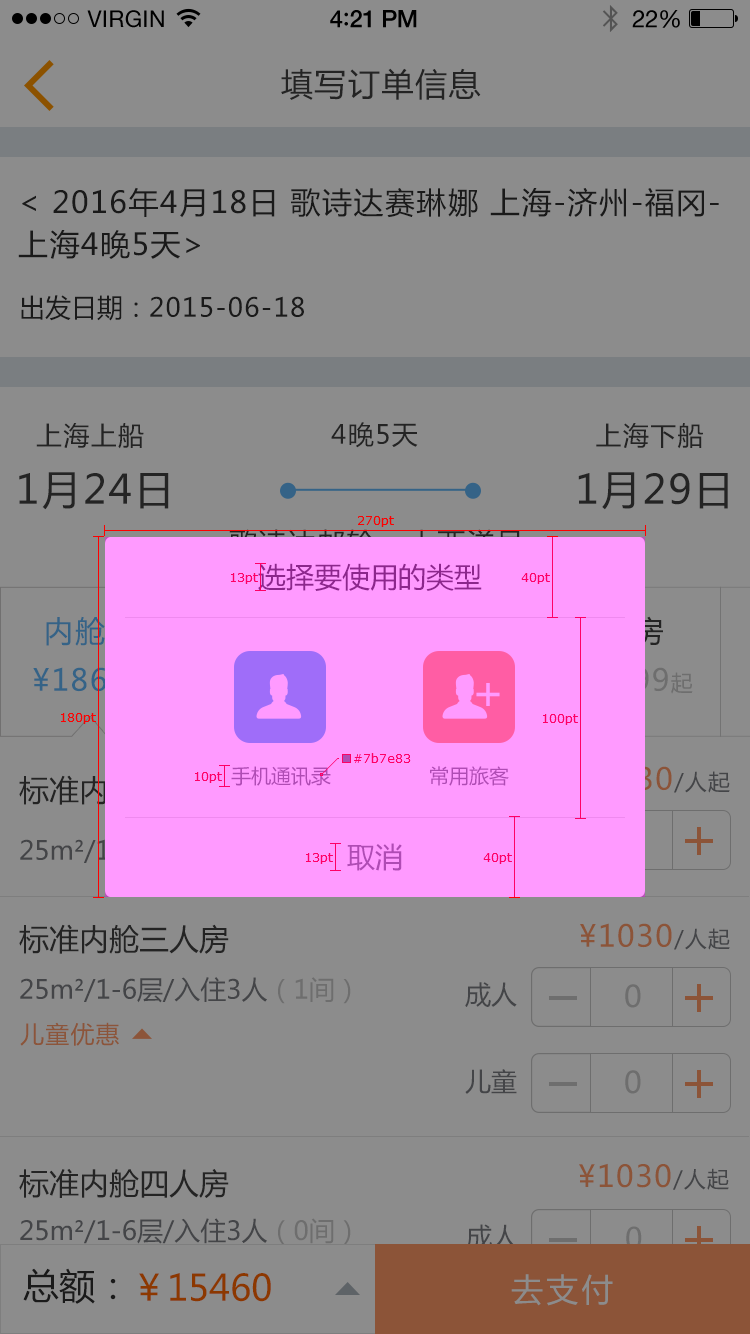 VIRGIN 4:21 PM 22%
填写订单信息
< 2016年4月18日 歌诗达赛琳娜 上海-济州-福冈-
上海4晚5天>
出发日期：2015-06-18
上海上船 4晚5天 上海下船
1月24日 1月29日
270pt
13pt 选择要使用的类型 40pt
内舱 房
¥186 99起
180pt 100pt
10pt 手机通讯录 #7b7e83 常用旅客
标准内 30/人起
25m²/1
13pt 取消 40pt
标准内舱三人房 ¥1030/人起
25m²/1-6层/入住3人（1间） 成人 0
儿童优惠
儿童 0
标准内舱四人房 ¥1030/人起
25m²/1-6层/入住3人（0间） 成人 0
总额：¥15460 去支付